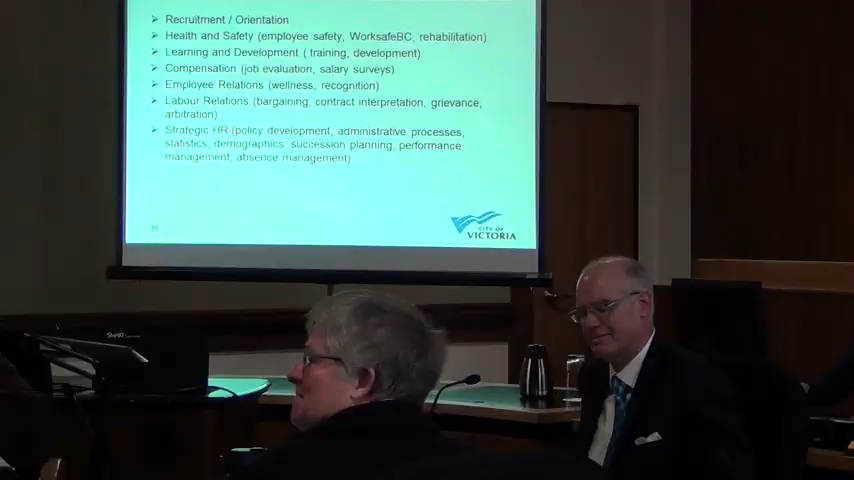 ➢ Recruitment / Orientation
➢ Health and Safety (employee safety, WorksafeBC, rehabilitation)
➢ Learning and Development ( training, development)
➢ Compensation (job evaluation, salary surveys)
➢ Employee Relations (wellness, recognition)
➢ Labour Relations (bargaining, contract interpretation, grievance,
arbitration)
➢ Strategic HR (policy development, administrative processes,
statistics, demographics succession planning, performance
management, absence management)
35
CITY OF
VICTORIA
SMART